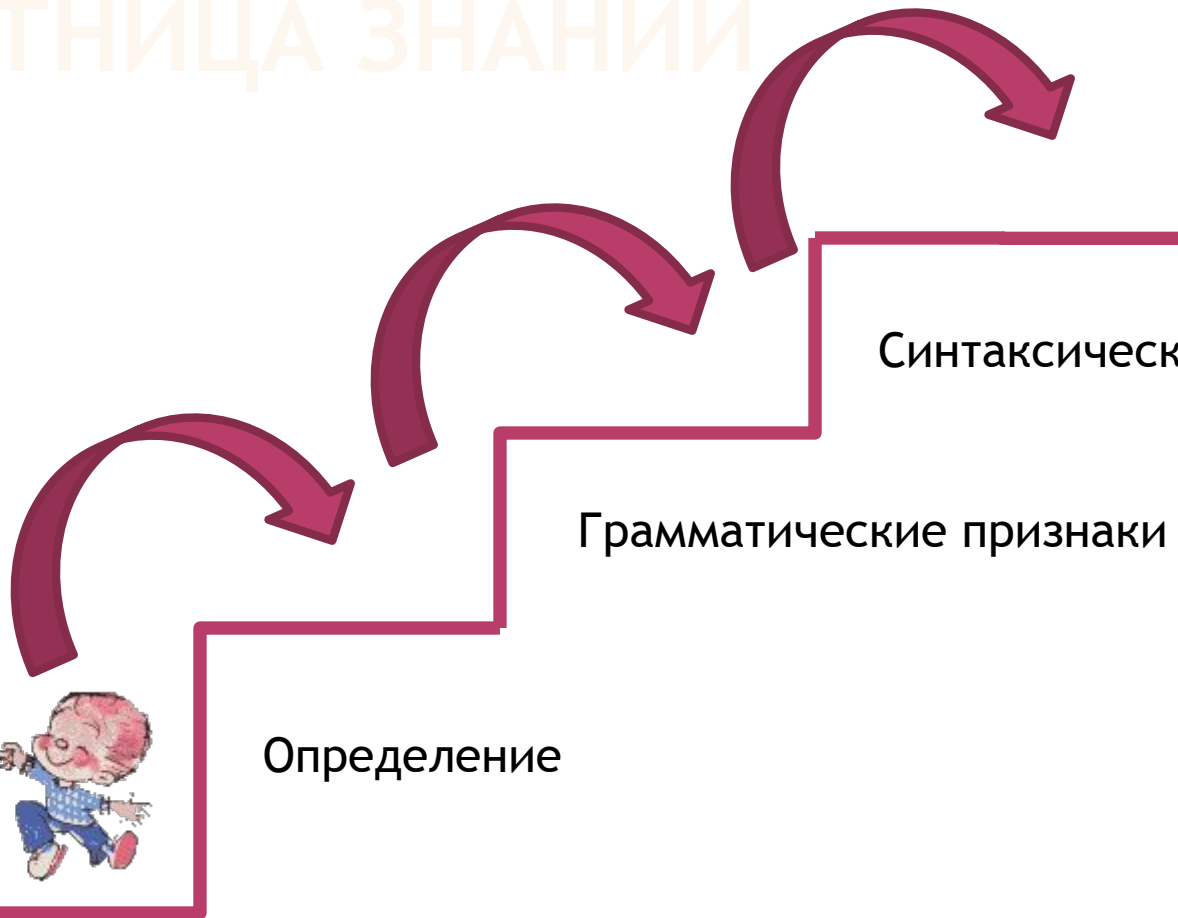 ТНИЦА ЗНАНИЙ
Синтаксическ
Грамматические признаки
Определение